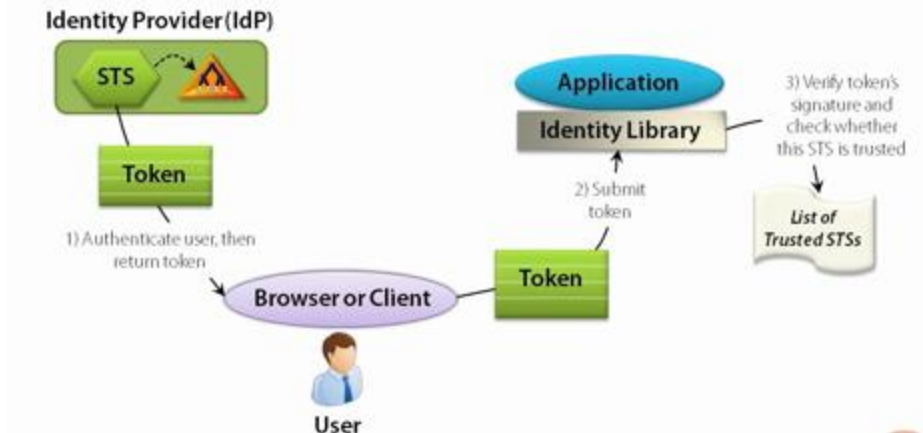 Identity Provider(IdP)
STS
Token
1) Authenticate user, then
return token
Browser or Client
User
Token
2) Submit
token
Application
Identity Library
3) Verify token's
signature and
check whether
this STS is trusted
List of
Trusted STSs